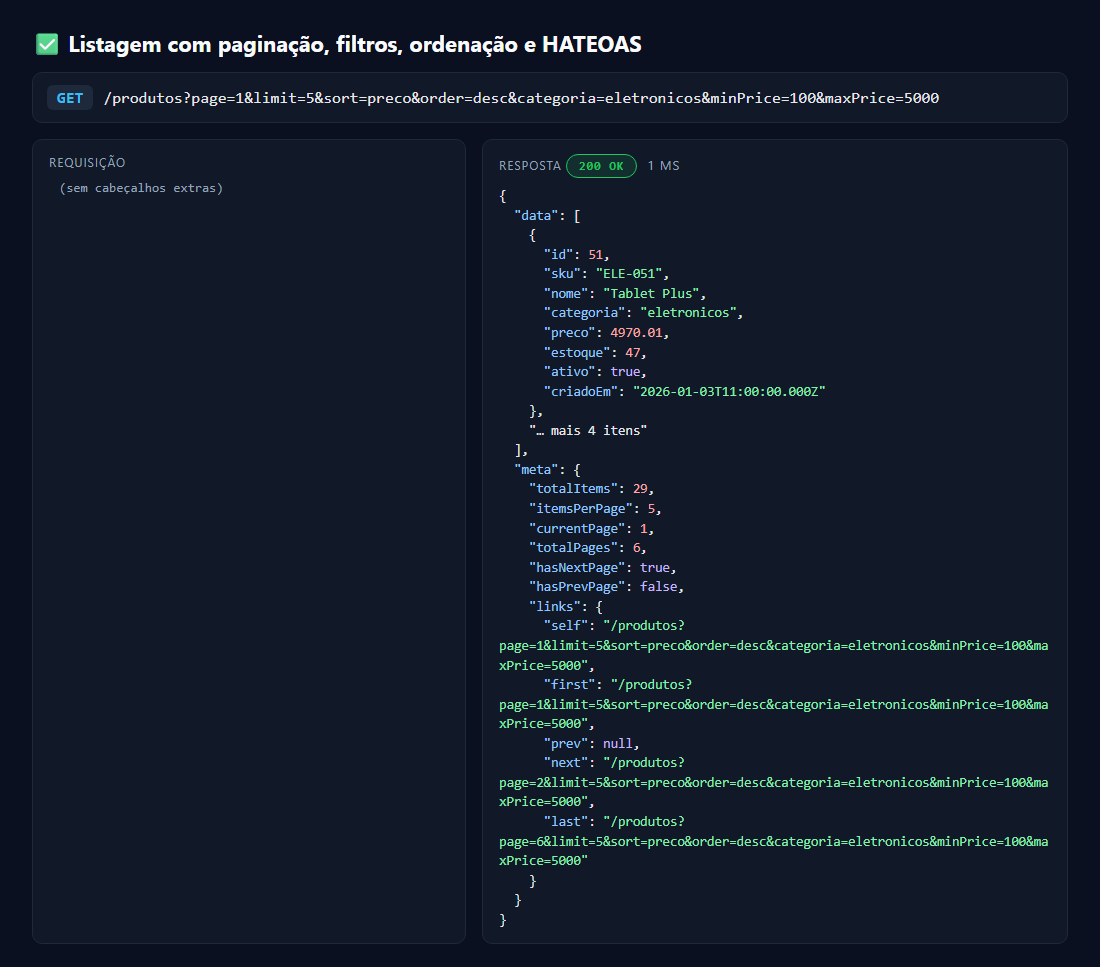 ✅ Listagem com paginação, filtros, ordenação e HATEOAS
GET /produtos?page=1&limit=5&sort=preco&order=desc&categoria=eletronicos&minPrice=100&maxPrice=5000
REQUISIÇÃO
(sem cabeçalhos extras)
RESPOSTA 200 OK 1 MS
{
  "data": [
    {
      "id": 51,
      "sku": "ELE-051",
      "nome": "Tablet Plus",
      "categoria": "eletronicos",
      "preco": 4970.01,
      "estoque": 47,
      "ativo": true,
      "criadoEm": "2026-01-03T11:00:00.000Z"
    },
    "… mais 4 itens"
  ],
  "meta": {
    "totalItems": 29,
    "itemsPerPage": 5,
    "currentPage": 1,
    "totalPages": 6,
    "hasNextPage": true,
    "hasPrevPage": false,
    "links": {
      "self": "/produtos?
page=1&limit=5&sort=preco&order=desc&categoria=eletronicos&minPrice=100&ma
xPrice=5000",
      "first": "/produtos?
page=1&limit=5&sort=preco&order=desc&categoria=eletronicos&minPrice=100&ma
xPrice=5000",
      "prev": null,
      "next": "/produtos?
page=2&limit=5&sort=preco&order=desc&categoria=eletronicos&minPrice=100&ma
xPrice=5000",
      "last": "/produtos?
page=6&limit=5&sort=preco&order=desc&categoria=eletronicos&minPrice=100&ma
xPrice=5000"
    }
  }
}